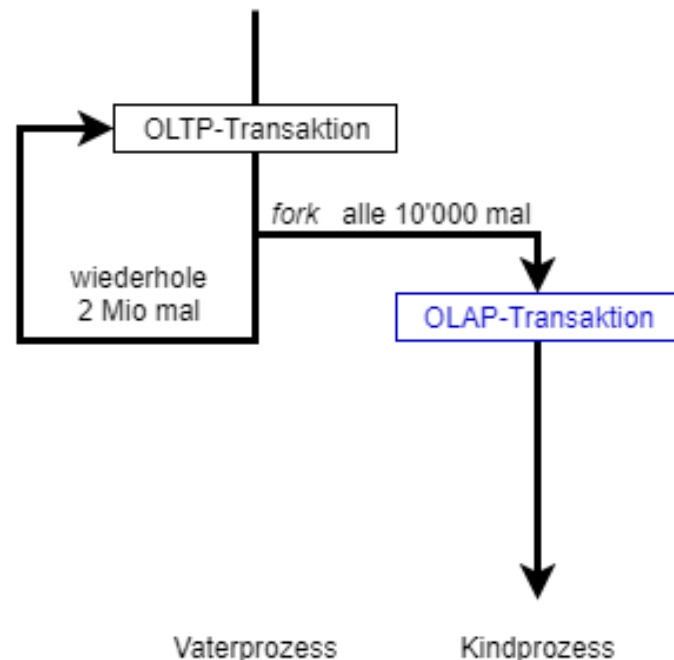 OLTP-Transaktion
fork alle 10'000 mal
wiederhole
2 Mio mal
OLAP-Transaktion
Vaterprozess
Kindprozess